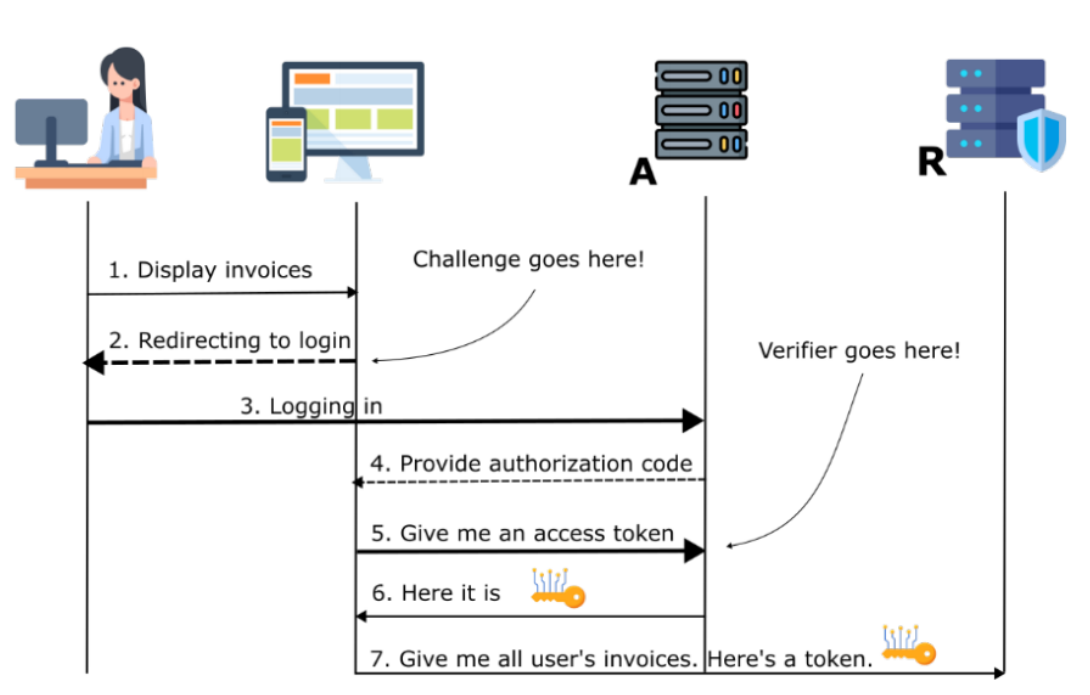 A
R
1. Display invoices
Challenge goes here!
2. Redirecting to login
Verifier goes here!
3. Logging in
4. Provide authorization code
5. Give me an access token
6. Here it is
7. Give me all user's invoices. Here's a token.